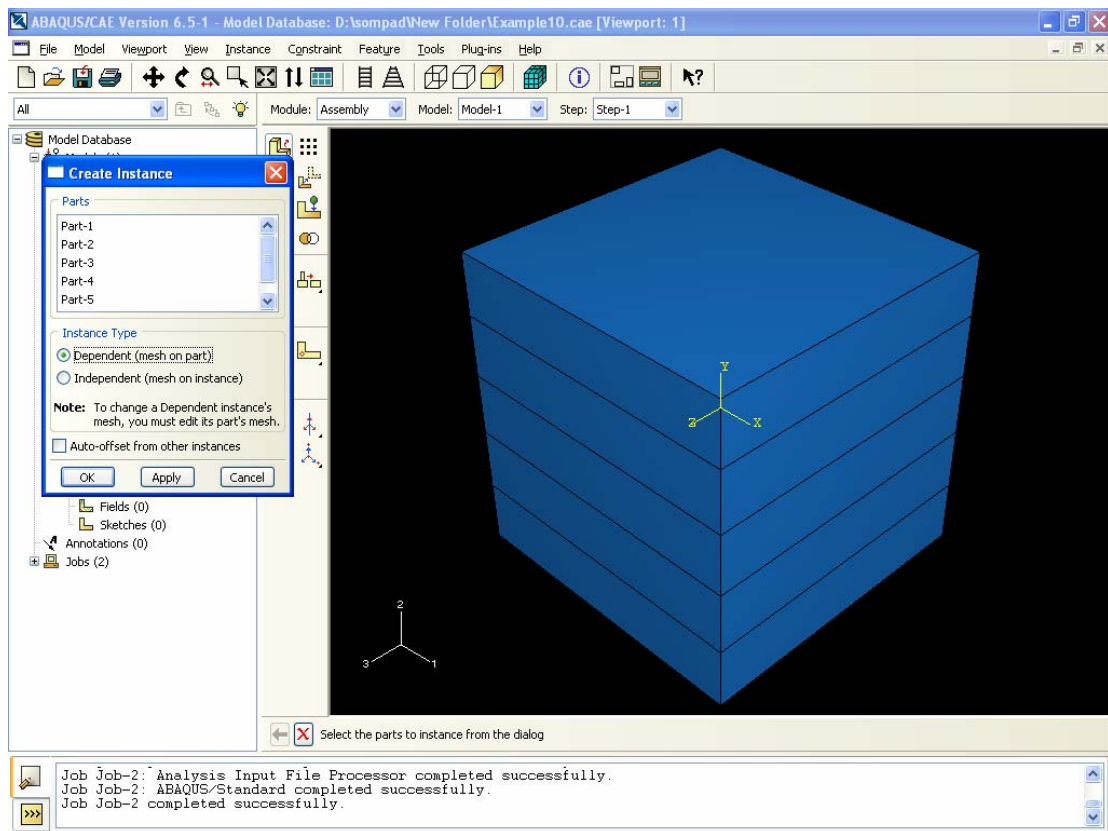 ABAQUS/CAE Version 6.5-1 - Model Database: D:\sompad\New Folder\Example10.cae [Viewport: 1]
File Model Viewport View Instance Constraint Feature Tools Plug-ins Help
All
Module: Assembly Model: Model-1 Step: Step-1
Model Database
Create Instance
Parts
Part-1
Part-2
Part-3
Part-4
Part-5
Instance Type
Dependent (mesh on part)
Independent (mesh on instance)
Note: To change a Dependent instance's
mesh, you must edit its part's mesh.
Auto-offset from other instances
OK Apply Cancel
Fields (0)
Sketches (0)
Annotations (0)
Jobs (2)
Y
Z X
2
3 1
Select the parts to instance from the dialog
Job Job-2: Analysis Input File Processor completed successfully.
Job Job-2: ABAQUS/Standard completed successfully.
Job Job-2 completed successfully.